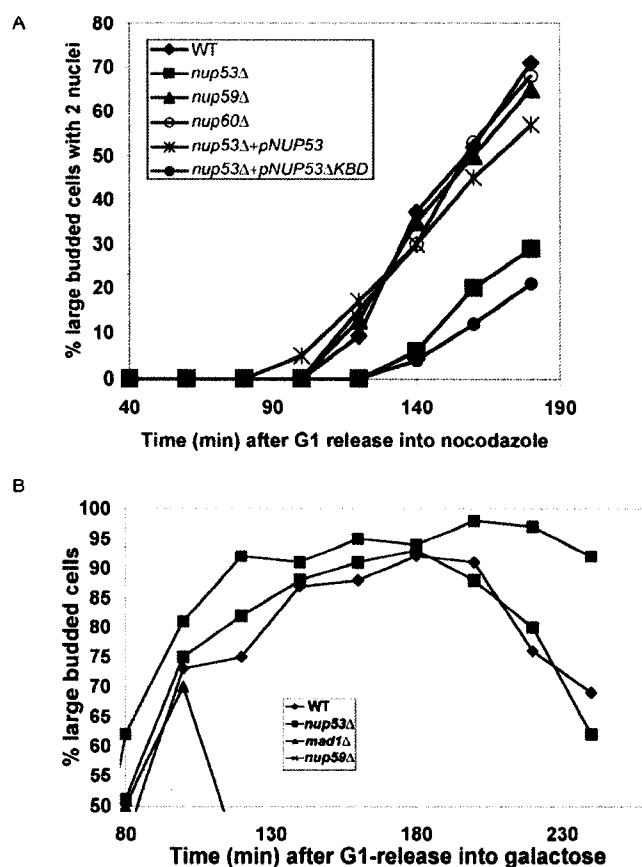 A
% large budded cells with 2 nuclei
80
70
60
50
40
30
20
10
0
WT
nup53Δ
nup59Δ
nup60Δ
nup53Δ+pNUP53
nup53Δ+pNUP53ΔKBD
40
90
140
190
Time (min) after G1 release into nocodazole
B
% large budded cells
100
95
90
85
80
75
70
65
60
55
50
WT
nup53Δ
mad1Δ
nup59Δ
80
130
180
230
Time (min) after G1-release into galactose